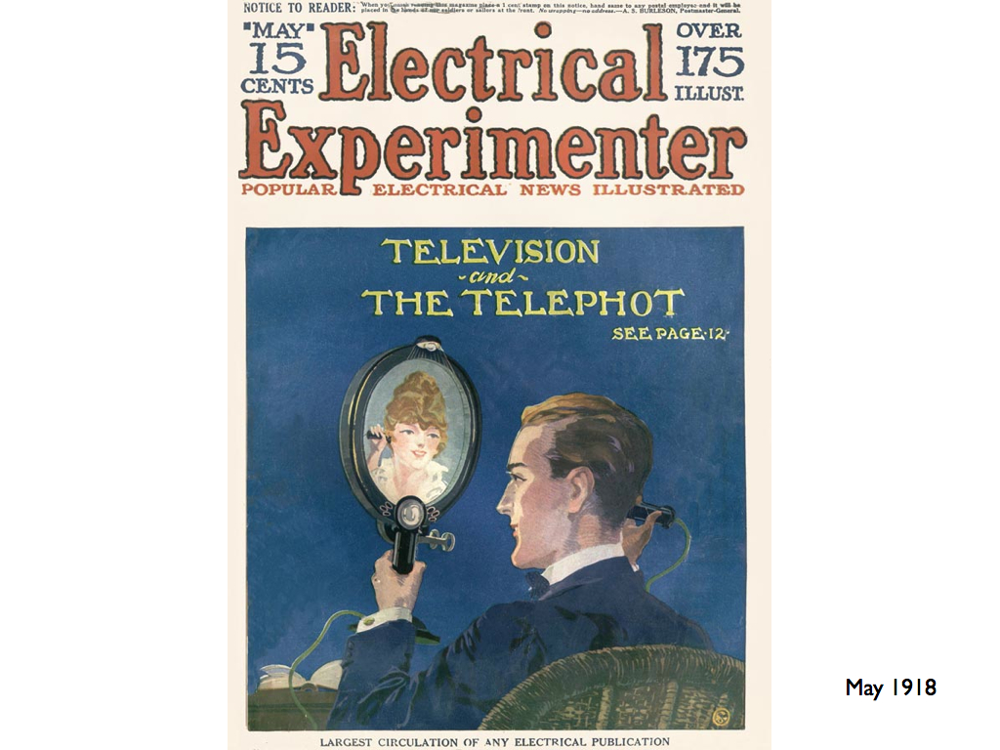 NOTICE TO READER:
When you finish reading this magazine place a 1 cent stamp on this notice, hand same to any postal employe and it will be
placed in the hands of our soldiers or sailors at the front. No wrapping—no address.—A. S. BURLESON, Postmaster-General.
"MAY"
15
CENTS
Electrical
OVER
175
ILLUST.
Experimenter
POPULAR ELECTRICAL NEWS ILLUSTRATED
TELEVISION
-and-
THE TELEPHOT
SEE PAGE·12·
May 1918
LARGEST CIRCULATION OF ANY ELECTRICAL PUBLICATION